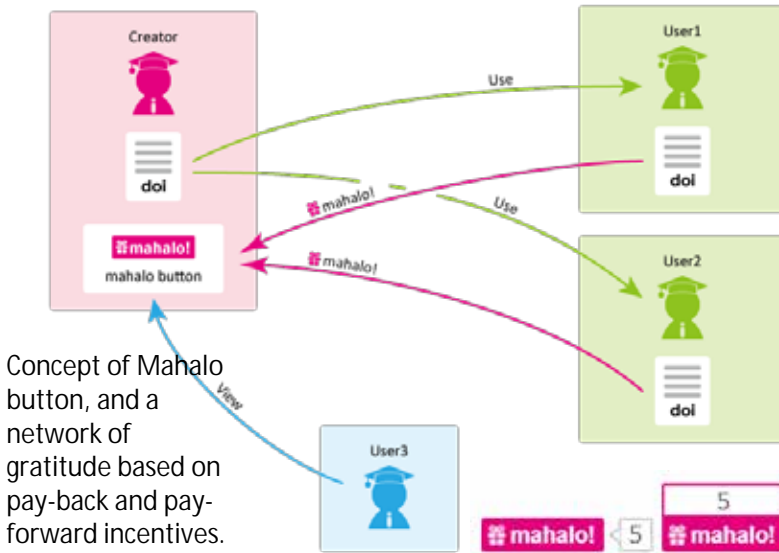 Creator
doi
mahalo!
mahalo button
Use
mahalo!
Use
mahalo!
User1
doi
User2
doi
View
User3
Concept of Mahalo
button, and a
network of
gratitude based on
pay-back and pay-
forward incentives.
mahalo! 5
5
mahalo!